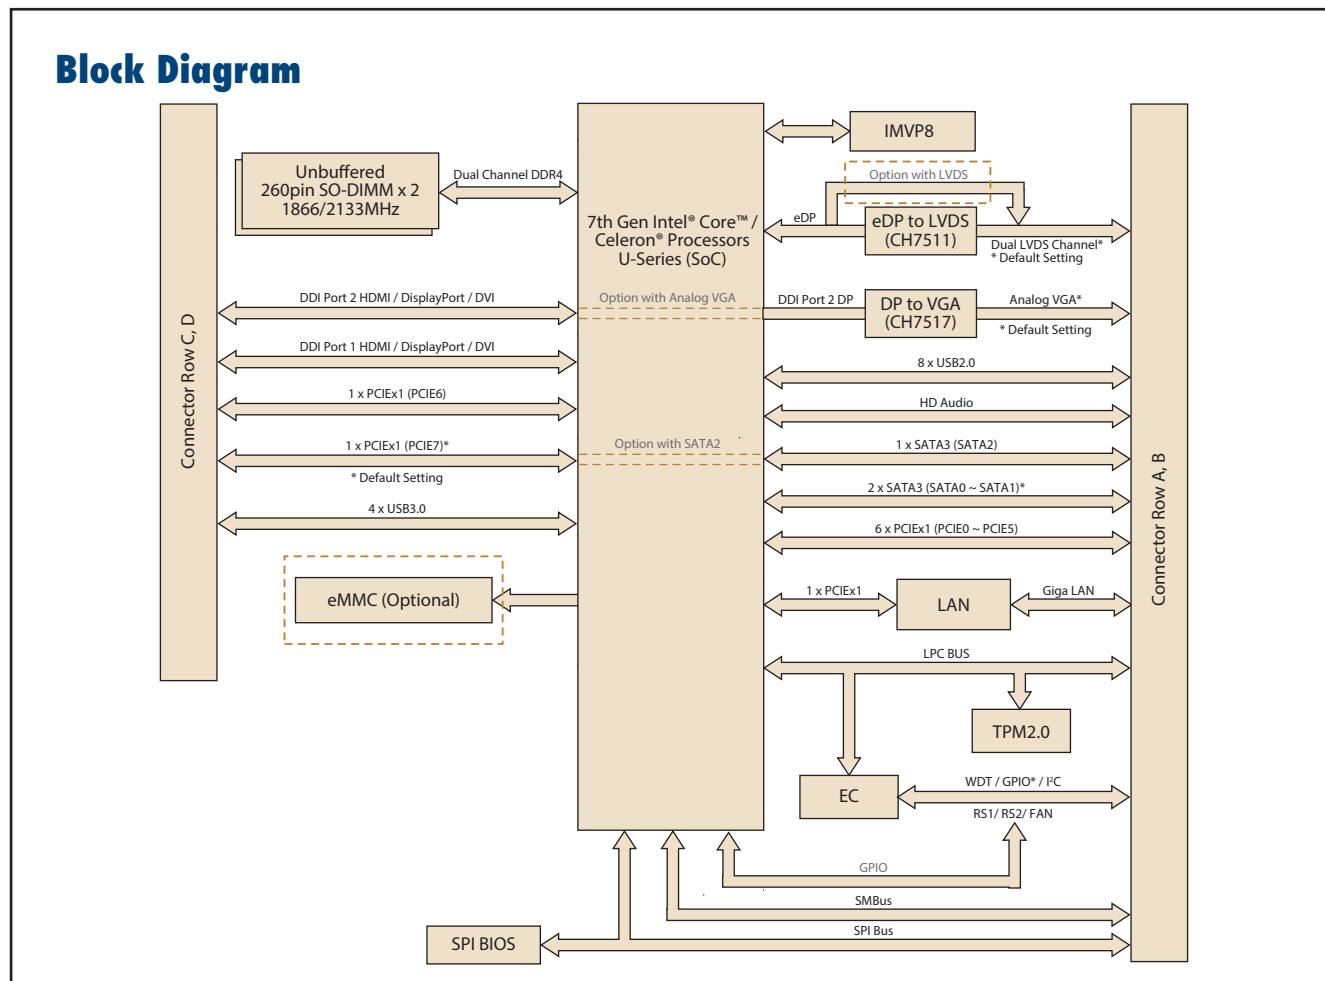 Block Diagram
Connector Row C, D
Unbuffered
260pin SO-DIMM x 2
1866/2133MHz
Dual Channel DDR4
7th Gen Intel® Core™ /
Celeron® Processors
U-Series (SoC)
IMVP8
Option with LVDS
eDP
eDP to LVDS
(CH7511)
Dual LVDS Channel*
* Default Setting
DDI Port 2 HDMI / DisplayPort / DVI
Option with Analog VGA
DDI Port 2 DP
DP to VGA
(CH7517)
Analog VGA*
* Default Setting
DDI Port 1 HDMI / DisplayPort / DVI
8 x USB2.0
1 x PCIEx1 (PCIE6)
HD Audio
1 x PCIEx1 (PCIE7)*
* Default Setting
Option with SATA2
1 x SATA3 (SATA2)
2 x SATA3 (SATA0 ~ SATA1)*
4 x USB3.0
6 x PCIEx1 (PCIE0 ~ PCIE5)
eMMC (Optional)
1 x PCIEx1
LAN
Giga LAN
LPC BUS
TPM2.0
EC
WDT / GPIO* / I²C
RS1/ RS2/ FAN
GPIO
SMBus
SPI BIOS
SPI Bus
Connector Row A, B